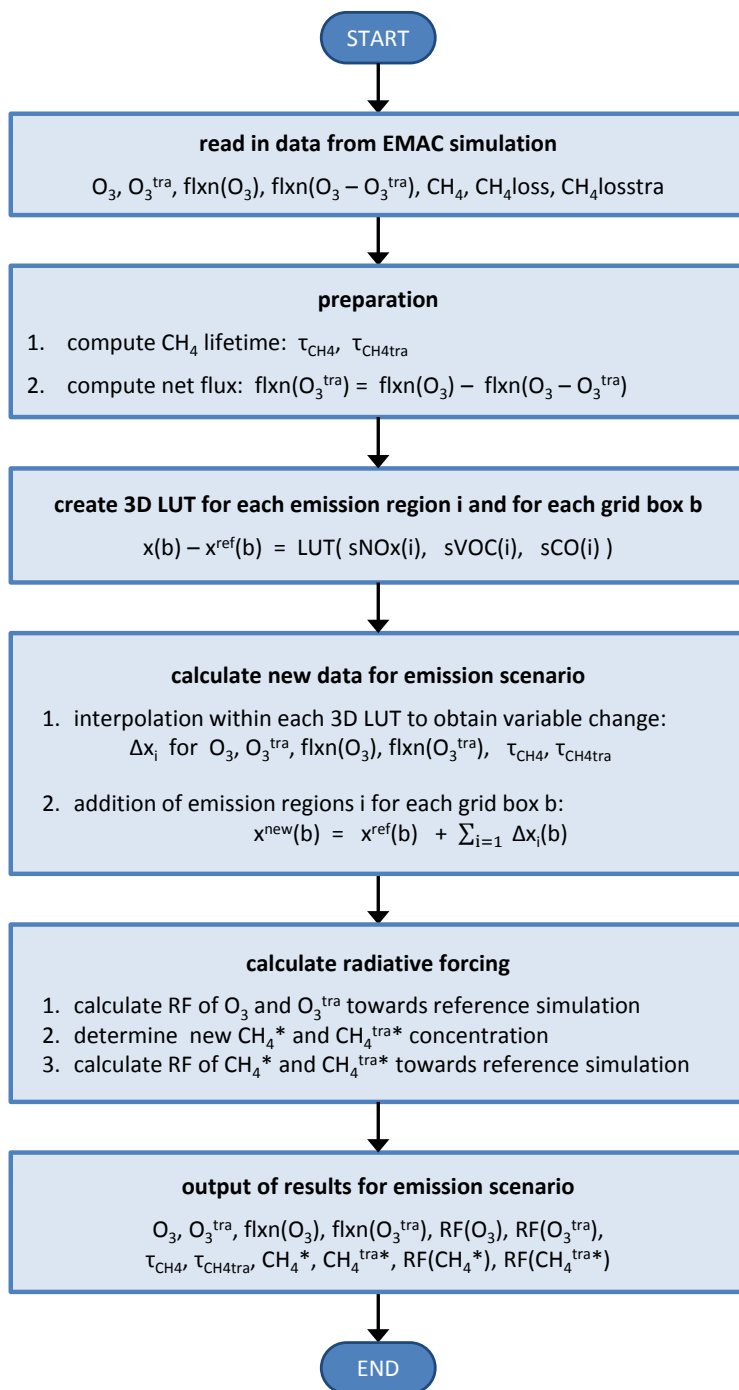 START
read in data from EMAC simulation
O₃, O₃ᵗʳᵃ, flxn(O₃), flxn(O₃ – O₃ᵗʳᵃ), CH₄, CH₄loss, CH₄losstra
preparation
1. compute CH₄ lifetime: τ_CH4, τ_CH4tra
2. compute net flux: flxn(O₃ᵗʳᵃ) = flxn(O₃) – flxn(O₃ – O₃ᵗʳᵃ)
create 3D LUT for each emission region i and for each grid box b
x(b) – xʳᵉᶠ(b) = LUT( sNOx(i), sVOC(i), sCO(i) )
calculate new data for emission scenario
1. interpolation within each 3D LUT to obtain variable change:
Δxᵢ for O₃, O₃ᵗʳᵃ, flxn(O₃), flxn(O₃ᵗʳᵃ), τ_CH4, τ_CH4tra
2. addition of emission regions i for each grid box b:
xⁿᵉʷ(b) = xʳᵉᶠ(b) + ∑ᵢ₌₁ Δxᵢ(b)
calculate radiative forcing
1. calculate RF of O₃ and O₃ᵗʳᵃ towards reference simulation
2. determine new CH₄* and CH₄ᵗʳᵃ* concentration
3. calculate RF of CH₄* and CH₄ᵗʳᵃ* towards reference simulation
output of results for emission scenario
O₃, O₃ᵗʳᵃ, flxn(O₃), flxn(O₃ᵗʳᵃ), RF(O₃), RF(O₃ᵗʳᵃ),
τ_CH4, τ_CH4tra, CH₄*, CH₄ᵗʳᵃ*, RF(CH₄*), RF(CH₄ᵗʳᵃ*)
END